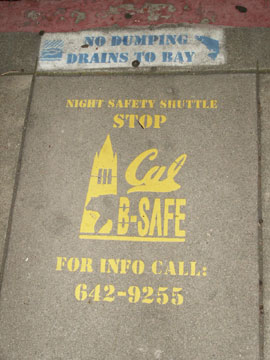 NO DUMPING
DRAINS TO BAY
NIGHT SAFETY SHUTTLE
STOP
Cal
B-SAFE
FOR INFO CALL:
642-9255